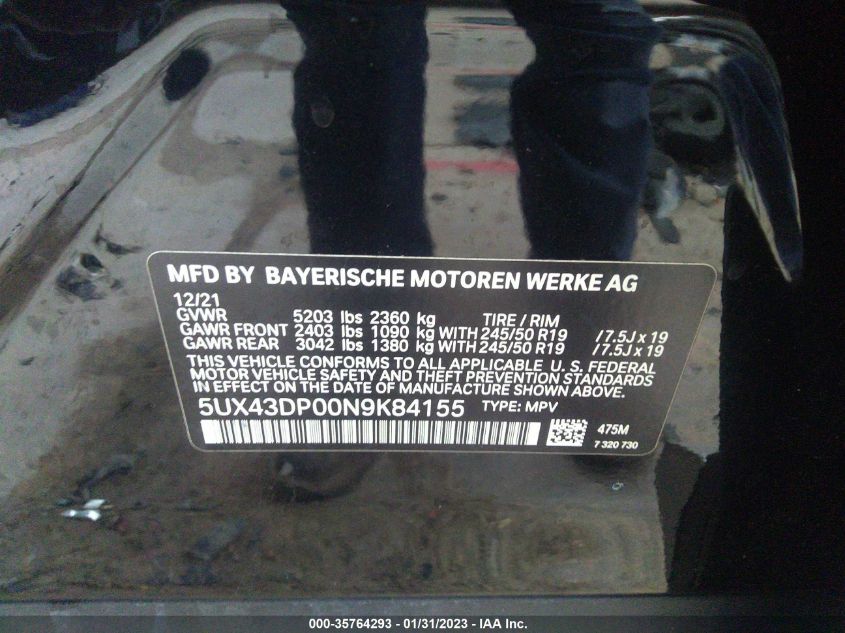 MFD BY BAYERISCHE MOTOREN WERKE AG
12/21
GVWR 5203 lbs 2360 kg TIRE / RIM
GAWR FRONT 2403 lbs 1090 kg WITH 245/50 R19 / 7.5J x 19
GAWR REAR 3042 lbs 1380 kg WITH 245/50 R19 / 7.5J x 19
THIS VEHICLE CONFORMS TO ALL APPLICABLE U. S. FEDERAL
MOTOR VEHICLE SAFETY AND THEFT PREVENTION STANDARDS
IN EFFECT ON THE DATE OF MANUFACTURE SHOWN ABOVE.
5UX43DP00N9K84155 TYPE: MPV
475M
7 320 730
000-35764293 - 01/31/2023 - IAA Inc.